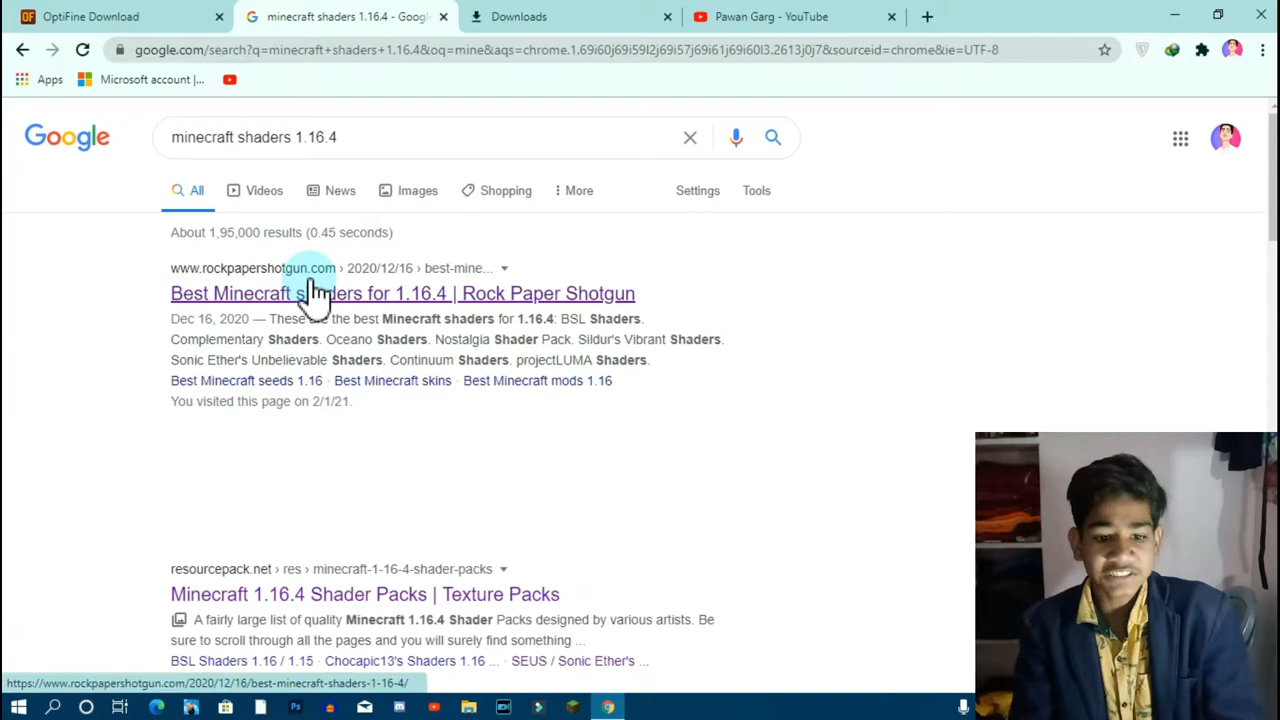 OptiFine Download
minecraft shaders 1.16.4 - Googl
Downloads
Pawan Garg - YouTube
google.com/search?q=minecraft+shaders+1.16.4&oq=mine&aqs=chrome.1.69i60j69i59l2j69i57j69i61j69i60l3.2613j0j7&sourceid=chrome&ie=UTF-8
Apps
Microsoft account |...
Google
minecraft shaders 1.16.4
All
Videos
News
Images
Shopping
More
Settings
Tools
About 1,95,000 results (0.45 seconds)
www.rockpapershotgun.com › 2020/12/16 › best-mine...
Best Minecraft shaders for 1.16.4 | Rock Paper Shotgun
Dec 16, 2020 — These are the best Minecraft shaders for 1.16.4: BSL Shaders.
Complementary Shaders. Oceano Shaders. Nostalgia Shader Pack. Sildur's Vibrant Shaders.
Sonic Ether's Unbelievable Shaders. Continuum Shaders. projectLUMA Shaders.
Best Minecraft seeds 1.16 · Best Minecraft skins · Best Minecraft mods 1.16
You visited this page on 2/1/21.
resourcepack.net › res › minecraft-1-16-4-shader-packs
Minecraft 1.16.4 Shader Packs | Texture Packs
A fairly large list of quality Minecraft 1.16.4 Shader Packs designed by various artists. Be
sure to scroll through all the pages and you will surely find something ...
BSL Shaders 1.16 / 1.15 · Chocapic13's Shaders 1.16 ... · SEUS / Sonic Ether's ...
https://www.rockpapershotgun.com/2020/12/16/best-minecraft-shaders-1-16-4/